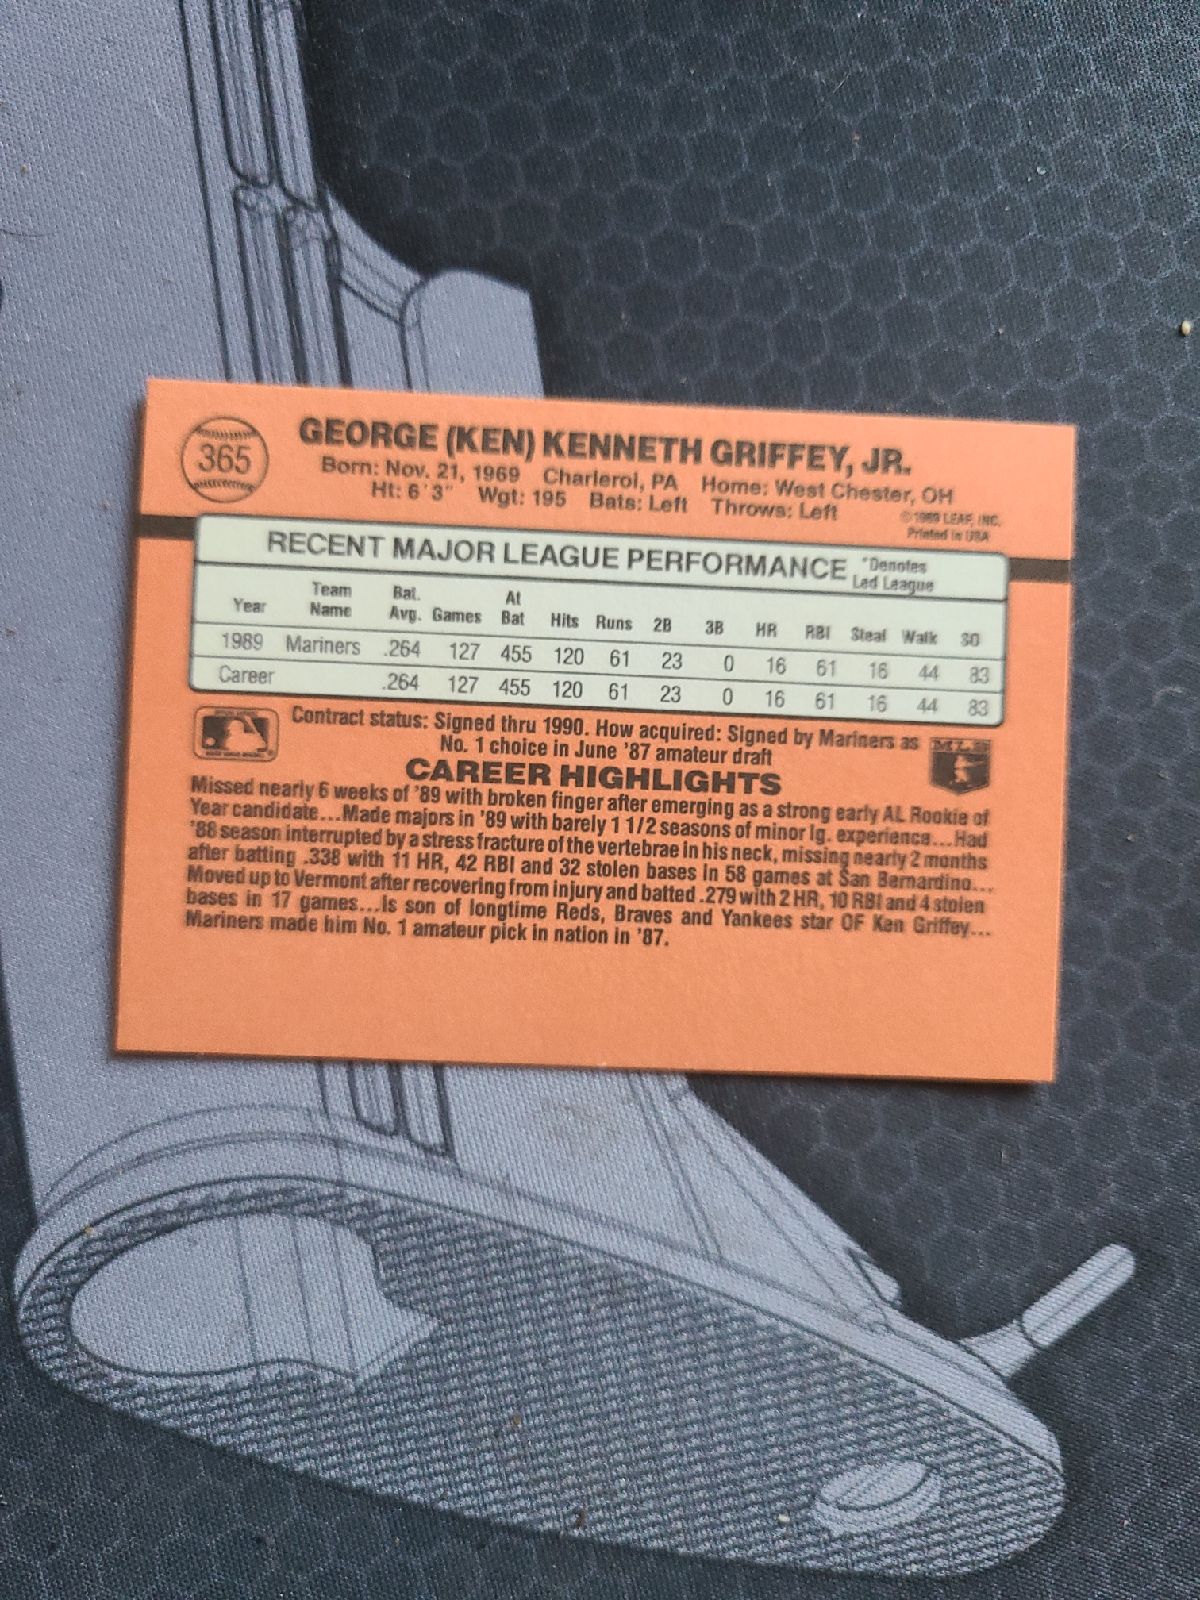 365
GEORGE (KEN) KENNETH GRIFFEY, JR.
Born: Nov. 21, 1969 Charleroi, PA Home: West Chester, OH
Ht: 6'3" Wgt: 195 Bats: Left Throws: Left
©1989 LEAF, INC.
Printed in USA
RECENT MAJOR LEAGUE PERFORMANCE *Denotes Led League
Year Team Name Bat. Avg. Games At Bat Hits Runs 2B 3B HR RBI Steal Walk SO
1989 Mariners .264 127 455 120 61 23 0 16 61 16 44 83
Career .264 127 455 120 61 23 0 16 61 16 44 83
Contract status: Signed thru 1990. How acquired: Signed by Mariners as
No. 1 choice in June '87 amateur draft
MLB
CAREER HIGHLIGHTS
Missed nearly 6 weeks of '89 with broken finger after emerging as a strong early AL Rookie of
Year candidate...Made majors in '89 with barely 1 1/2 seasons of minor lg. experience...Had
'88 season interrupted by a stress fracture of the vertebrae in his neck, missing nearly 2 months
after batting .338 with 11 HR, 42 RBI and 32 stolen bases in 58 games at San Bernardino...
Moved up to Vermont after recovering from injury and batted .279 with 2 HR, 10 RBI and 4 stolen
bases in 17 games...Is son of longtime Reds, Braves and Yankees star OF Ken Griffey...
Mariners made him No. 1 amateur pick in nation in '87.